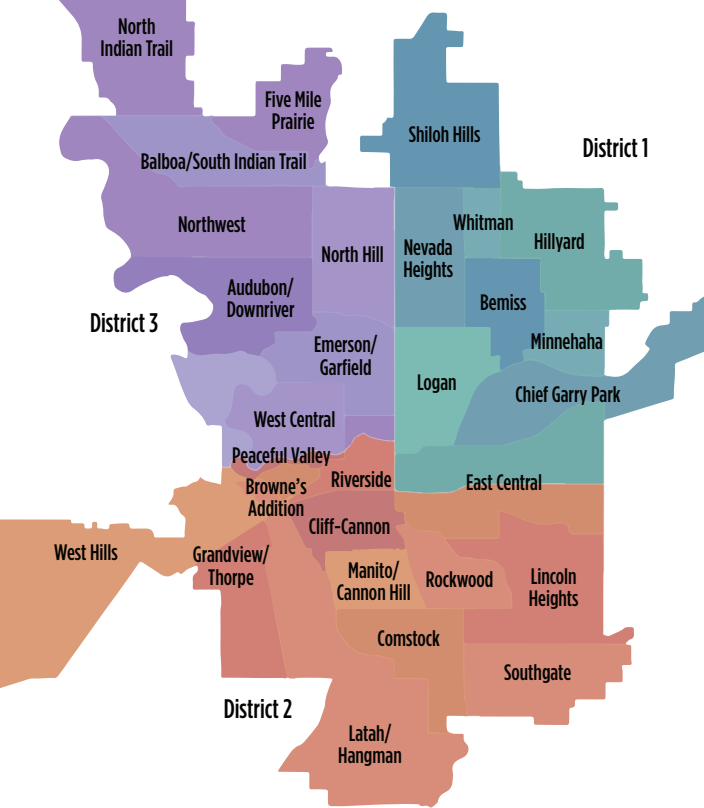 North
Indian Trail
Five Mile
Prairie
Shiloh Hills
District 1
Balboa/South Indian Trail
Northwest
Whitman
Hillyard
North Hill
Nevada
Heights
Audubon/
Downriver
Bemiss
District 3
Minnehaha
Emerson/
Garfield
Logan
Chief Garry Park
West Central
Peaceful Valley
Riverside
East Central
Browne's
Addition
Cliff-Cannon
West Hills
Grandview/
Thorpe
Manito/
Cannon Hill
Rockwood
Lincoln
Heights
Comstock
Southgate
District 2
Latah/
Hangman